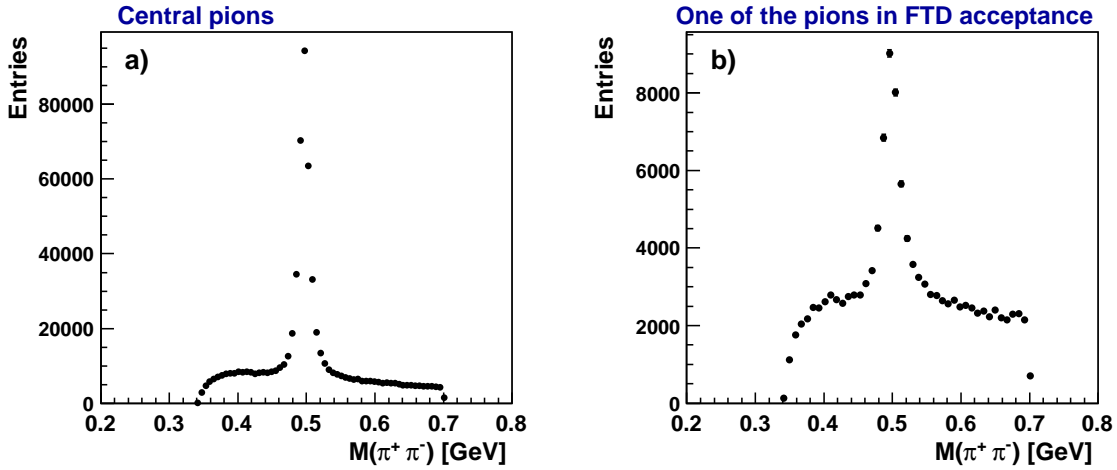 Central pions
a)
Entries
80000
60000
40000
20000
0
0.2 0.3 0.4 0.5 0.6 0.7 0.8
M(π⁺ π⁻) [GeV]
One of the pions in FTD acceptance
b)
Entries
8000
6000
4000
2000
0
0.2 0.3 0.4 0.5 0.6 0.7 0.8
M(π⁺ π⁻) [GeV]